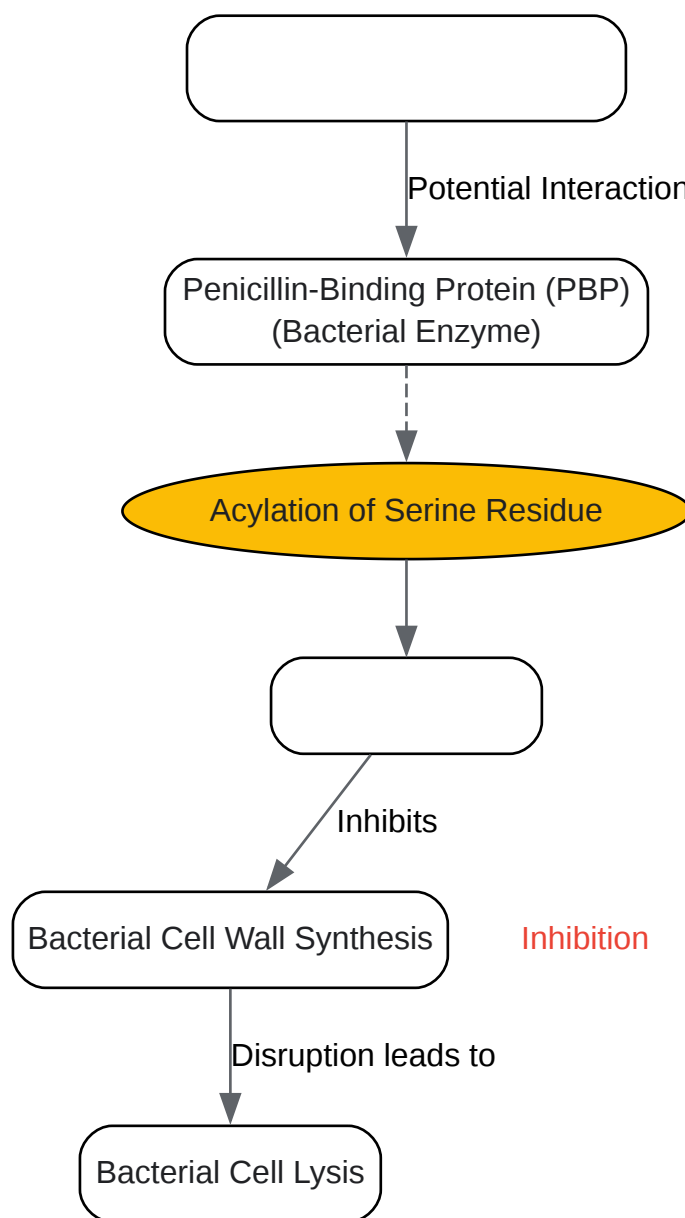 Potential Interaction
Penicillin-Binding Protein (PBP)
(Bacterial Enzyme)
Acylation of Serine Residue
Inhibits
Bacterial Cell Wall Synthesis
Inhibition
Disruption leads to
Bacterial Cell Lysis